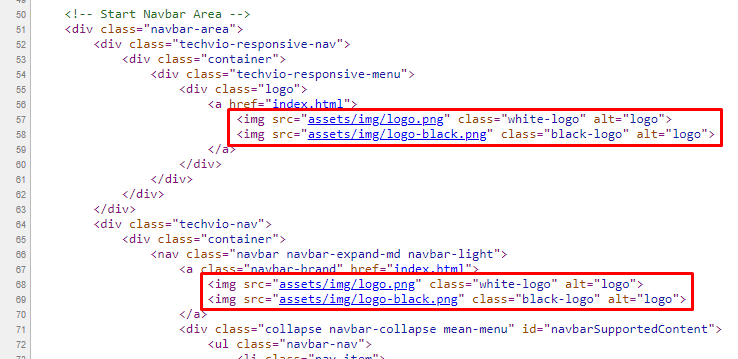 50 <!-- Start Navbar Area -->
51 <div class="navbar-area">
52 <div class="techvio-responsive-nav">
53 <div class="container">
54 <div class="techvio-responsive-menu">
55 <div class="logo">
56 <a href="index.html">
57 <img src="assets/img/logo.png" class="white-logo" alt="logo">
58 <img src="assets/img/logo-black.png" class="black-logo" alt="logo">
59 </a>
60 </div>
61 </div>
62 </div>
63 </div>
64 <div class="techvio-nav">
65 <div class="container">
66 <nav class="navbar navbar-expand-md navbar-light">
67 <a class="navbar-brand" href="index.html">
68 <img src="assets/img/logo.png" class="white-logo" alt="logo">
69 <img src="assets/img/logo-black.png" class="black-logo" alt="logo">
70 </a>
71 <div class="collapse navbar-collapse mean-menu" id="navbarSupportedContent">
72 <ul class="navbar-nav">
<li class="nav-item">